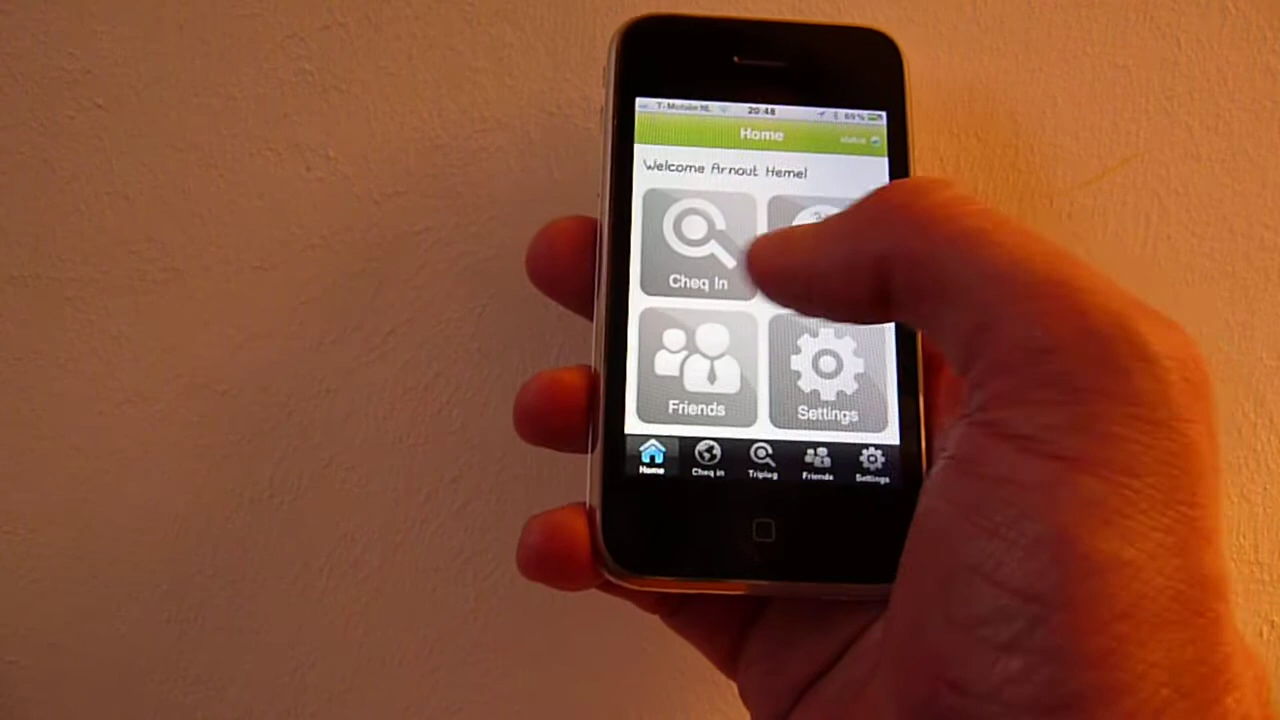 T-Mobile NL 20:48 69%
Home
Welcome Arnout Hemel
Cheq In
Friends Settings
Home Cheq in Triplog Friends Settings